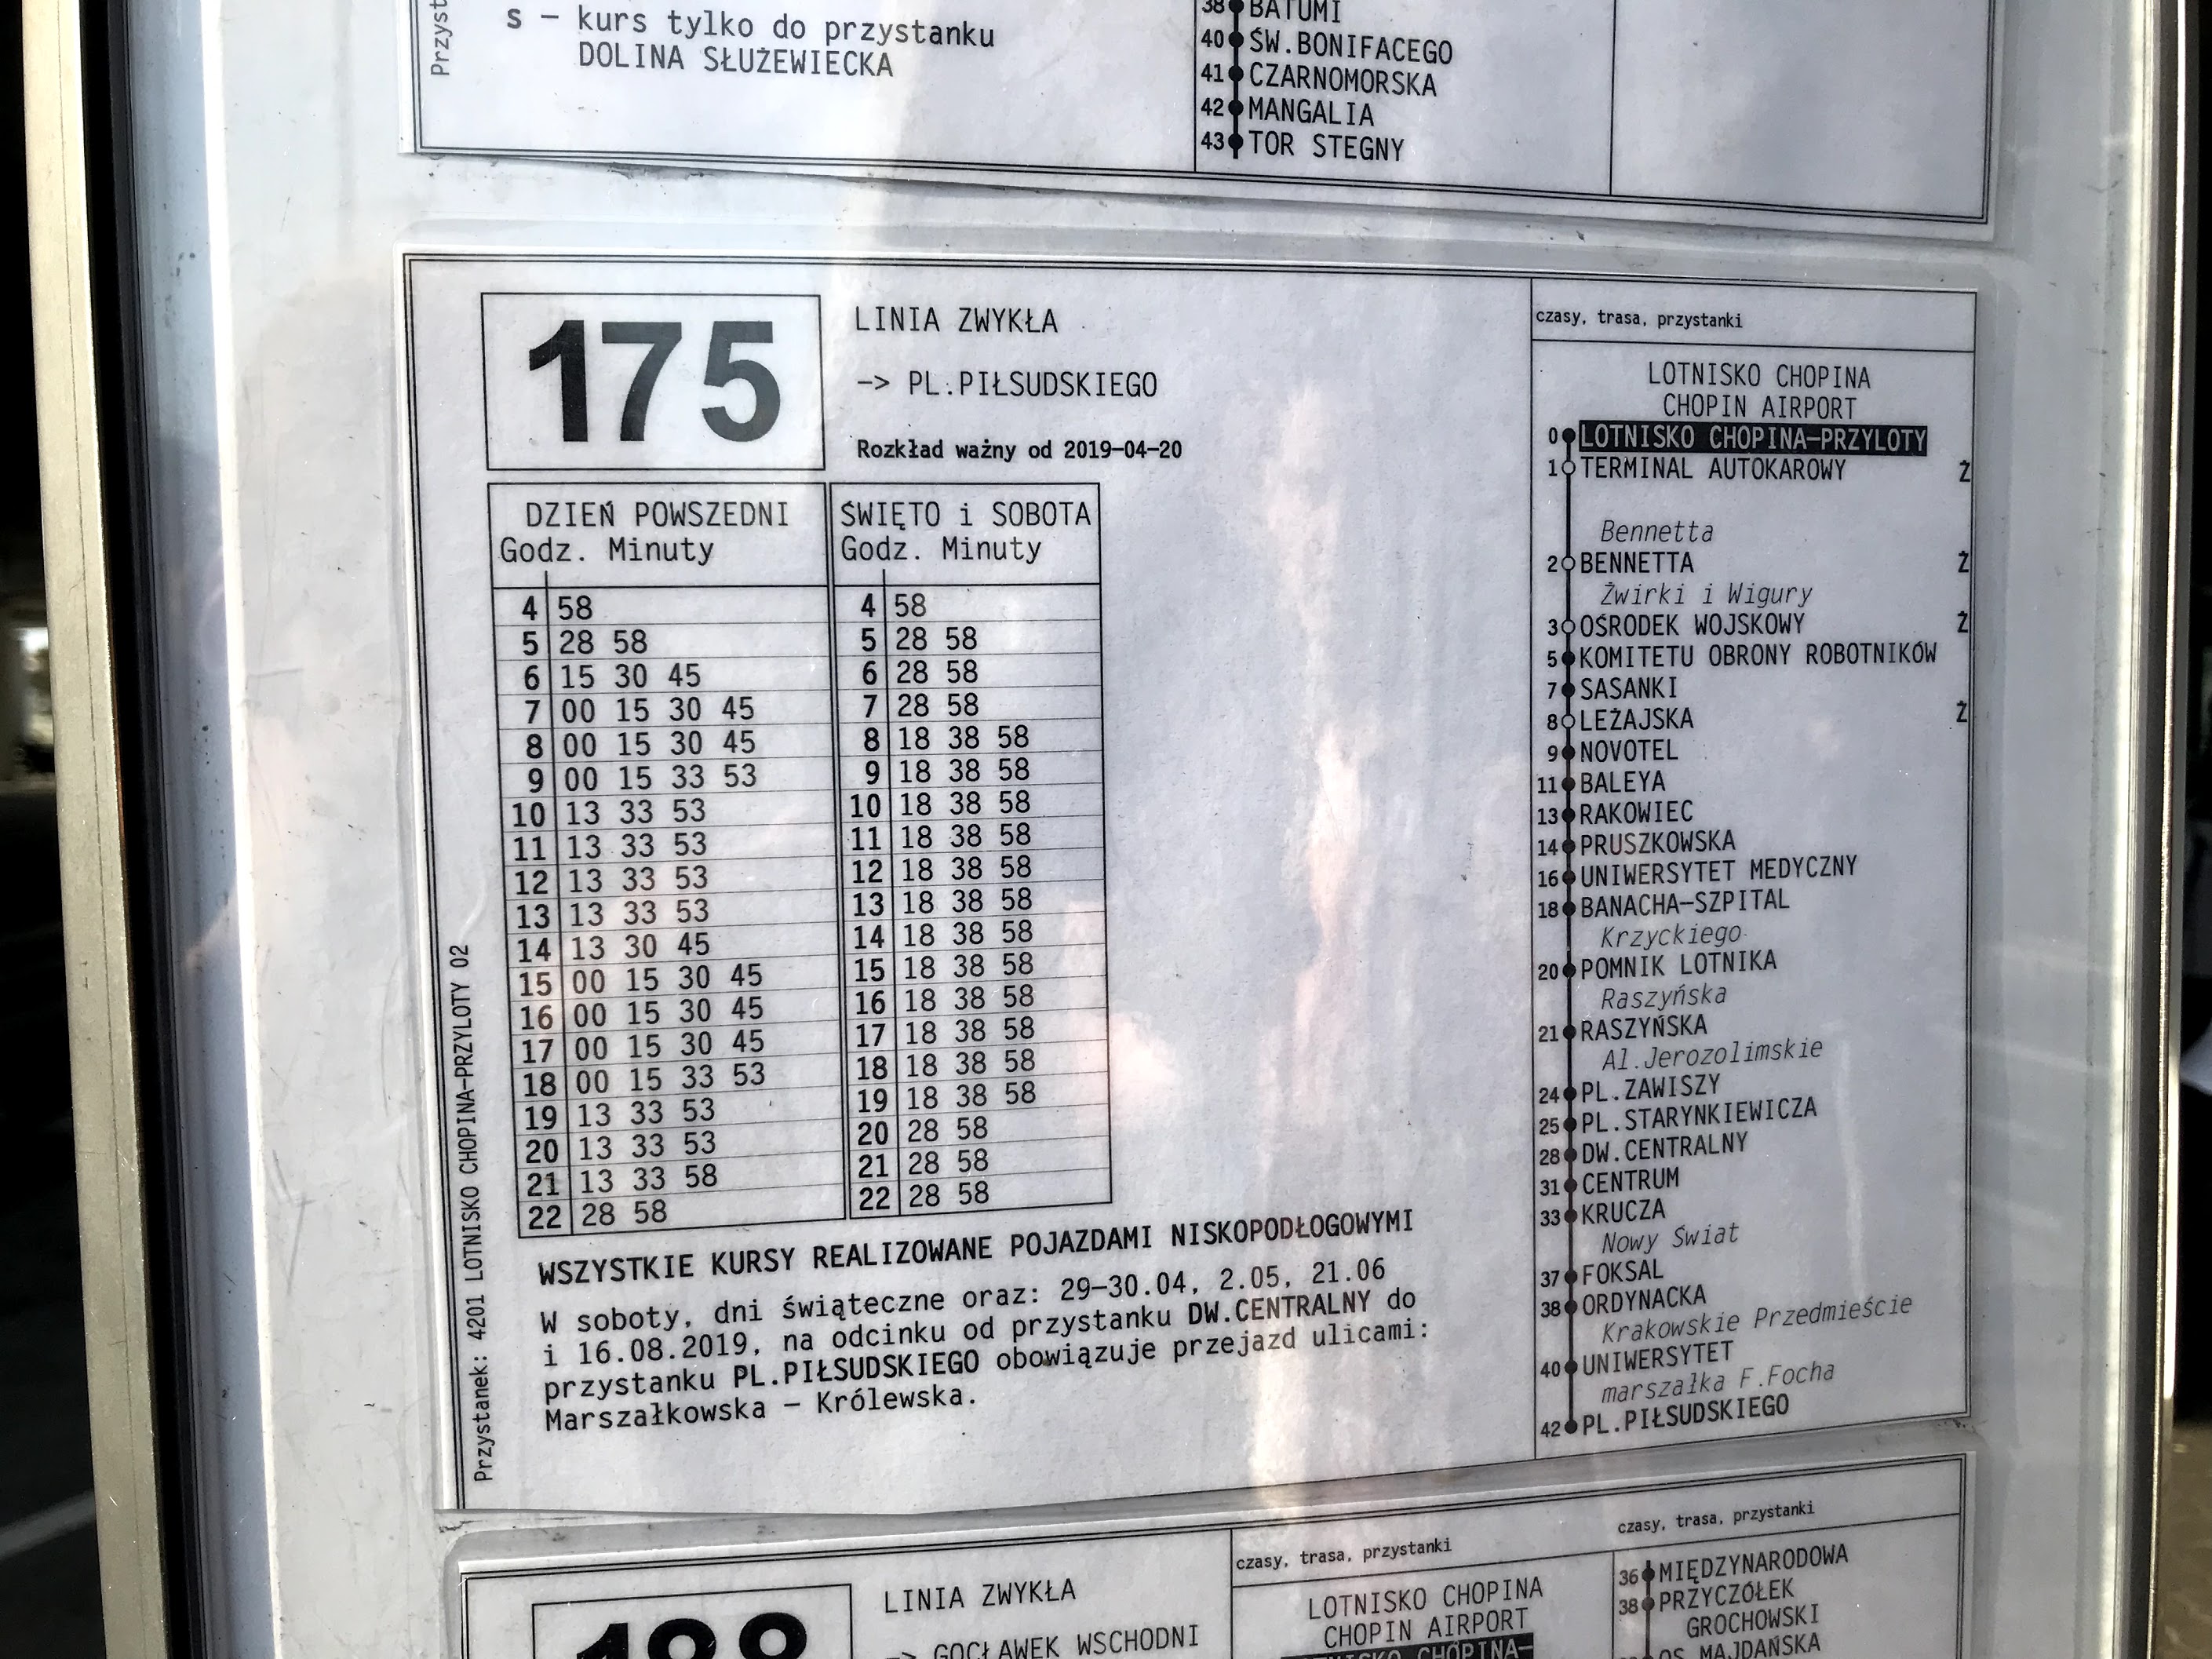 Przyst
s – kurs tylko do przystanku
DOLINA SŁUŻEWIECKA
38 BATUMI
40 ŚW.BONIFACEGO
41 CZARNOMORSKA
42 MANGALIA
43 TOR STEGNY
175
LINIA ZWYKŁA
-> PL.PIŁSUDSKIEGO
Rozkład ważny od 2019-04-20
DZIEŃ POWSZEDNI
Godz. Minuty
4 58
5 28 58
6 15 30 45
7 00 15 30 45
8 00 15 30 45
9 00 15 33 53
10 13 33 53
11 13 33 53
12 13 33 53
13 13 33 53
14 13 30 45
15 00 15 30 45
16 00 15 30 45
17 00 15 30 45
18 00 15 33 53
19 13 33 53
20 13 33 53
21 13 33 58
22 28 58
ŚWIĘTO i SOBOTA
Godz. Minuty
4 58
5 28 58
6 28 58
7 28 58
8 18 38 58
9 18 38 58
10 18 38 58
11 18 38 58
12 18 38 58
13 18 38 58
14 18 38 58
15 18 38 58
16 18 38 58
17 18 38 58
18 18 38 58
19 18 38 58
20 28 58
21 28 58
22 28 58
WSZYSTKIE KURSY REALIZOWANE POJAZDAMI NISKOPODŁOGOWYMI
W soboty, dni świąteczne oraz: 29-30.04, 2.05, 21.06
i 16.08.2019, na odcinku od przystanku DW.CENTRALNY do
przystanku PL.PIŁSUDSKIEGO obowiązuje przejazd ulicami:
Marszałkowska – Królewska.
Przystanek: 4201 LOTNISKO CHOPINA-PRZYLOTY 02
czasy, trasa, przystanki
LOTNISKO CHOPINA
CHOPIN AIRPORT
0 LOTNISKO CHOPINA-PRZYLOTY
1 TERMINAL AUTOKAROWY Ż
Bennetta
2 BENNETTA Ż
Żwirki i Wigury
3 OŚRODEK WOJSKOWY Ż
5 KOMITETU OBRONY ROBOTNIKÓW
7 SASANKI
8 LEŻAJSKA Ż
9 NOVOTEL
11 BALEYA
13 RAKOWIEC
14 PRUSZKOWSKA
16 UNIWERSYTET MEDYCZNY
18 BANACHA-SZPITAL
Krzyckiego
20 POMNIK LOTNIKA
Raszyńska
21 RASZYŃSKA
Al.Jerozolimskie
24 PL.ZAWISZY
25 PL.STARYNKIEWICZA
28 DW.CENTRALNY
31 CENTRUM
33 KRUCZA
Nowy Świat
37 FOKSAL
38 ORDYNACKA
Krakowskie Przedmieście
40 UNIWERSYTET
marszałka F.Focha
42 PL.PIŁSUDSKIEGO
188
LINIA ZWYKŁA
-> GOCŁAWEK WSCHODNI
czasy, trasa, przystanki
LOTNISKO CHOPINA
CHOPIN AIRPORT
LOTNISKO CHOPINA-
czasy, trasa, przystanki
36 MIĘDZYNARODOWA
38 PRZYCZÓŁEK
GROCHOWSKI
OS.MAJDAŃSKA